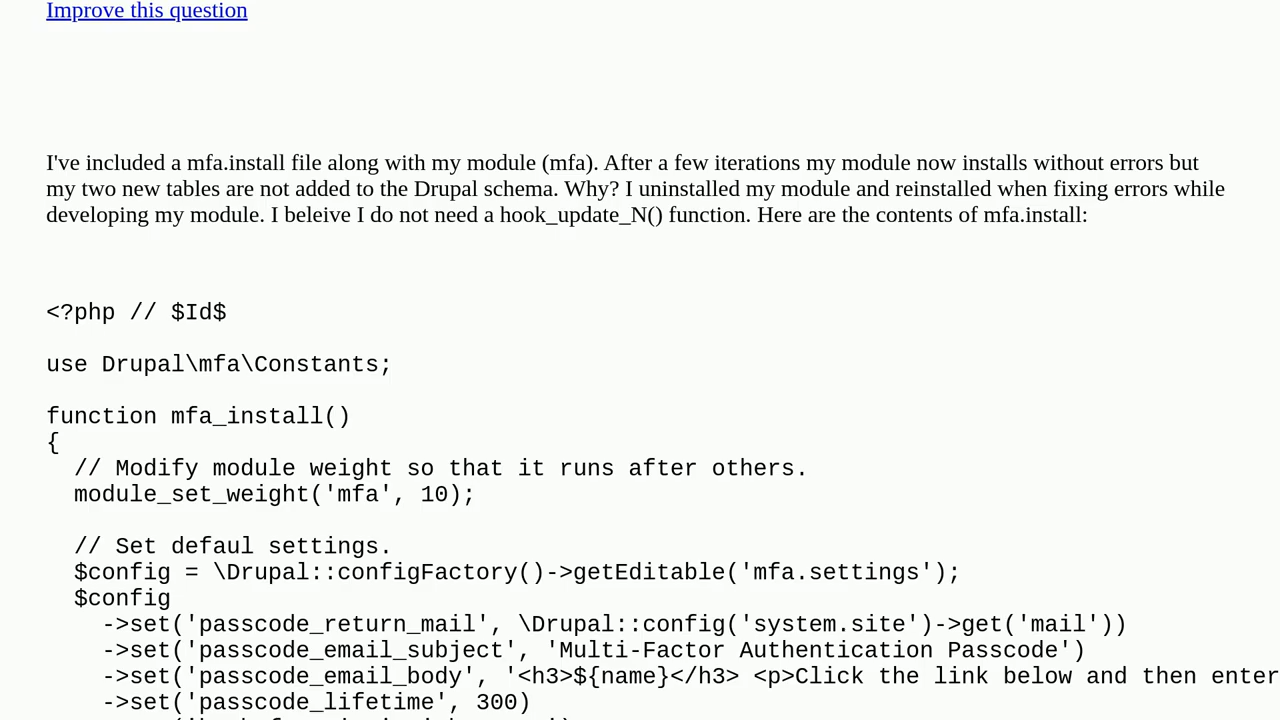 Improve this question
I've included a mfa.install file along with my module (mfa). After a few iterations my module now installs without errors but
my two new tables are not added to the Drupal schema. Why? I uninstalled my module and reinstalled when fixing errors while
developing my module. I beleive I do not need a hook_update_N() function. Here are the contents of mfa.install:
<?php // $Id$
use Drupal\mfa\Constants;
function mfa_install()
{
  // Modify module weight so that it runs after others.
  module_set_weight('mfa', 10);
  // Set defaul settings.
  $config = \Drupal::configFactory()->getEditable('mfa.settings');
  $config
    ->set('passcode_return_mail', \Drupal::config('system.site')->get('mail'))
    ->set('passcode_email_subject', 'Multi-Factor Authentication Passcode')
    ->set('passcode_email_body', '<h3>${name}</h3> <p>Click the link below and then enter
    ->set('passcode_lifetime', 300)